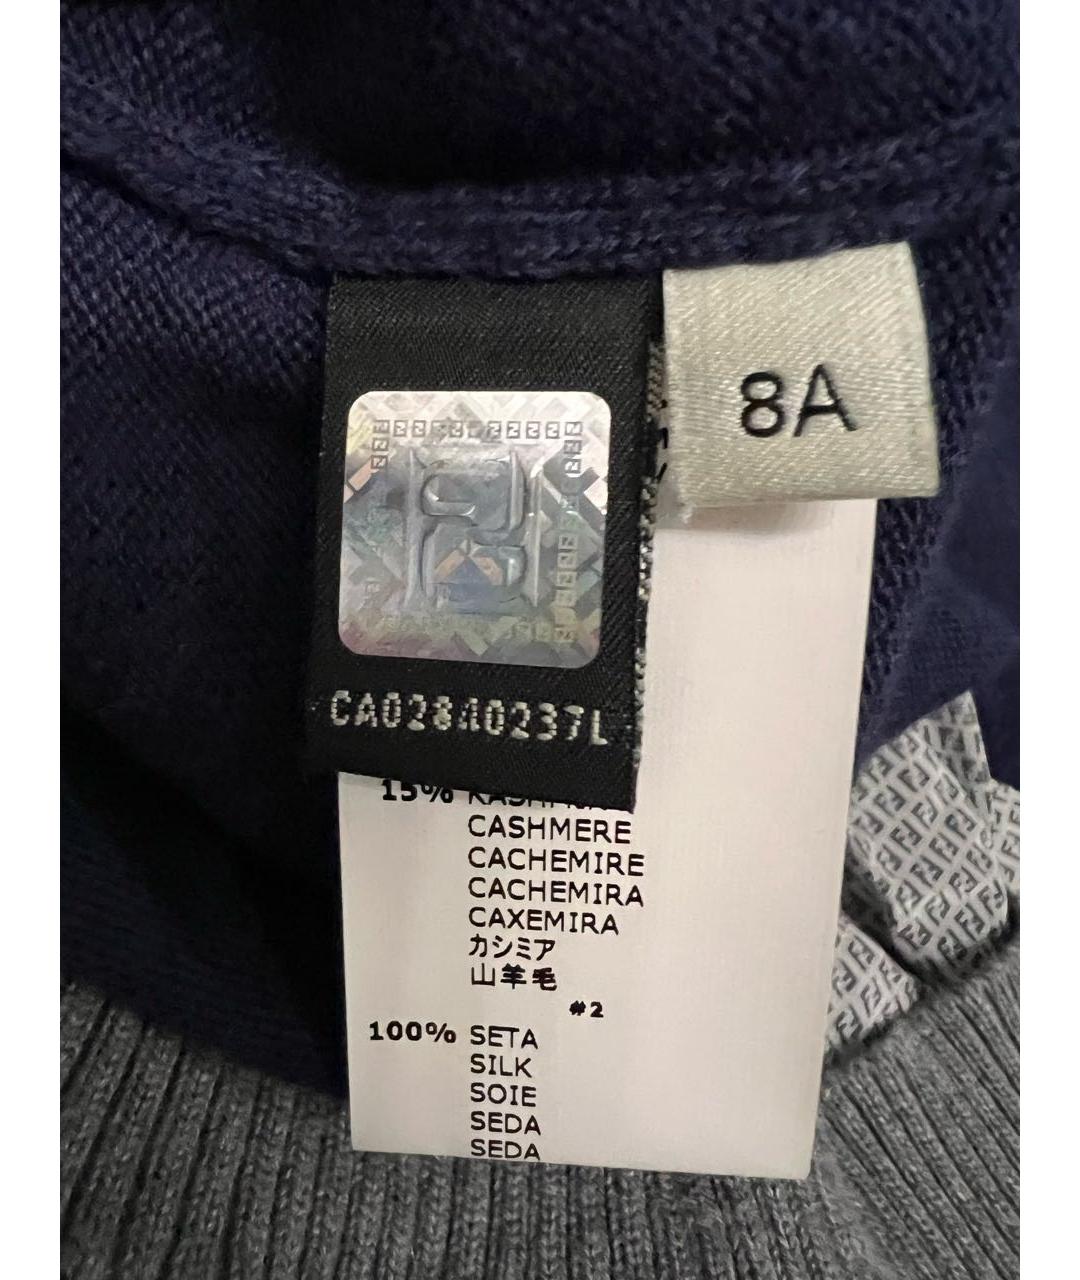 8A
CA02840237L
15%
CASHMERE
CACHEMIRE
CACHEMIRA
CAXEMIRA
カシミア
山羊毛
#2
100% SETA
SILK
SOIE
SEDA
SEDA